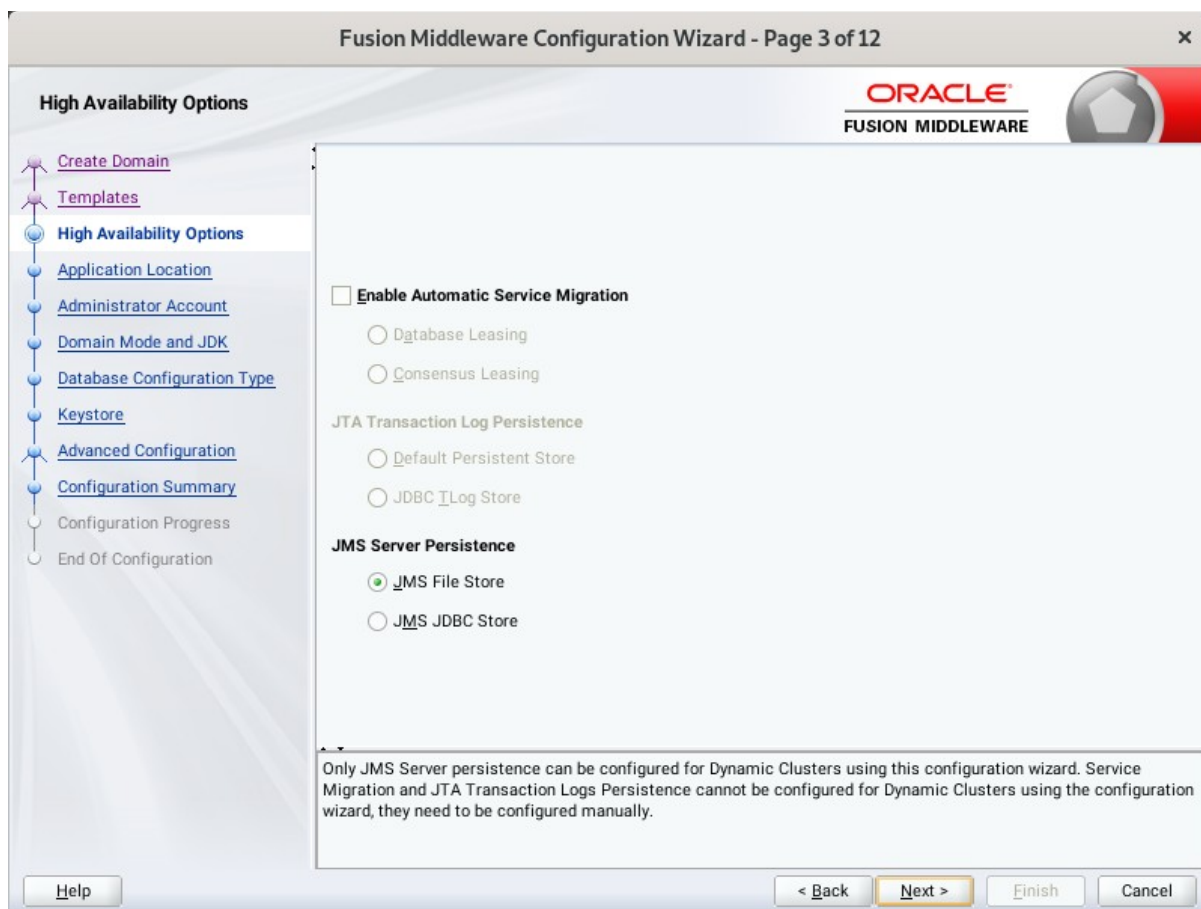 Fusion Middleware Configuration Wizard - Page 3 of 12
×
High Availability Options
ORACLE
FUSION MIDDLEWARE
Create Domain
Templates
High Availability Options
Application Location
Administrator Account
Domain Mode and JDK
Database Configuration Type
Keystore
Advanced Configuration
Configuration Summary
Configuration Progress
End Of Configuration
Enable Automatic Service Migration
Database Leasing
Consensus Leasing
JTA Transaction Log Persistence
Default Persistent Store
JDBC TLog Store
JMS Server Persistence
JMS File Store
JMS JDBC Store
Only JMS Server persistence can be configured for Dynamic Clusters using this configuration wizard. Service
Migration and JTA Transaction Logs Persistence cannot be configured for Dynamic Clusters using the configuration
wizard, they need to be configured manually.
Help
< Back
Next >
Finish
Cancel